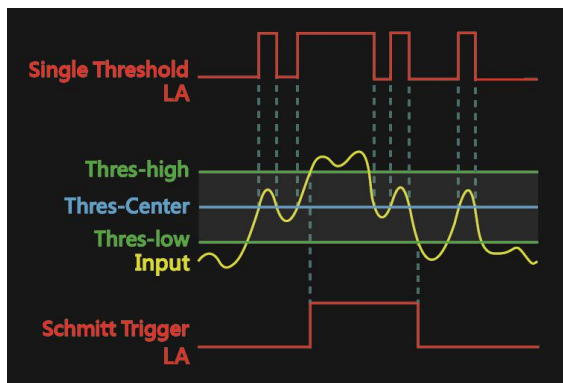 Single Threshold
LA
Thres-high
Thres-Center
Thres-low
Input
Schmitt Trigger
LA